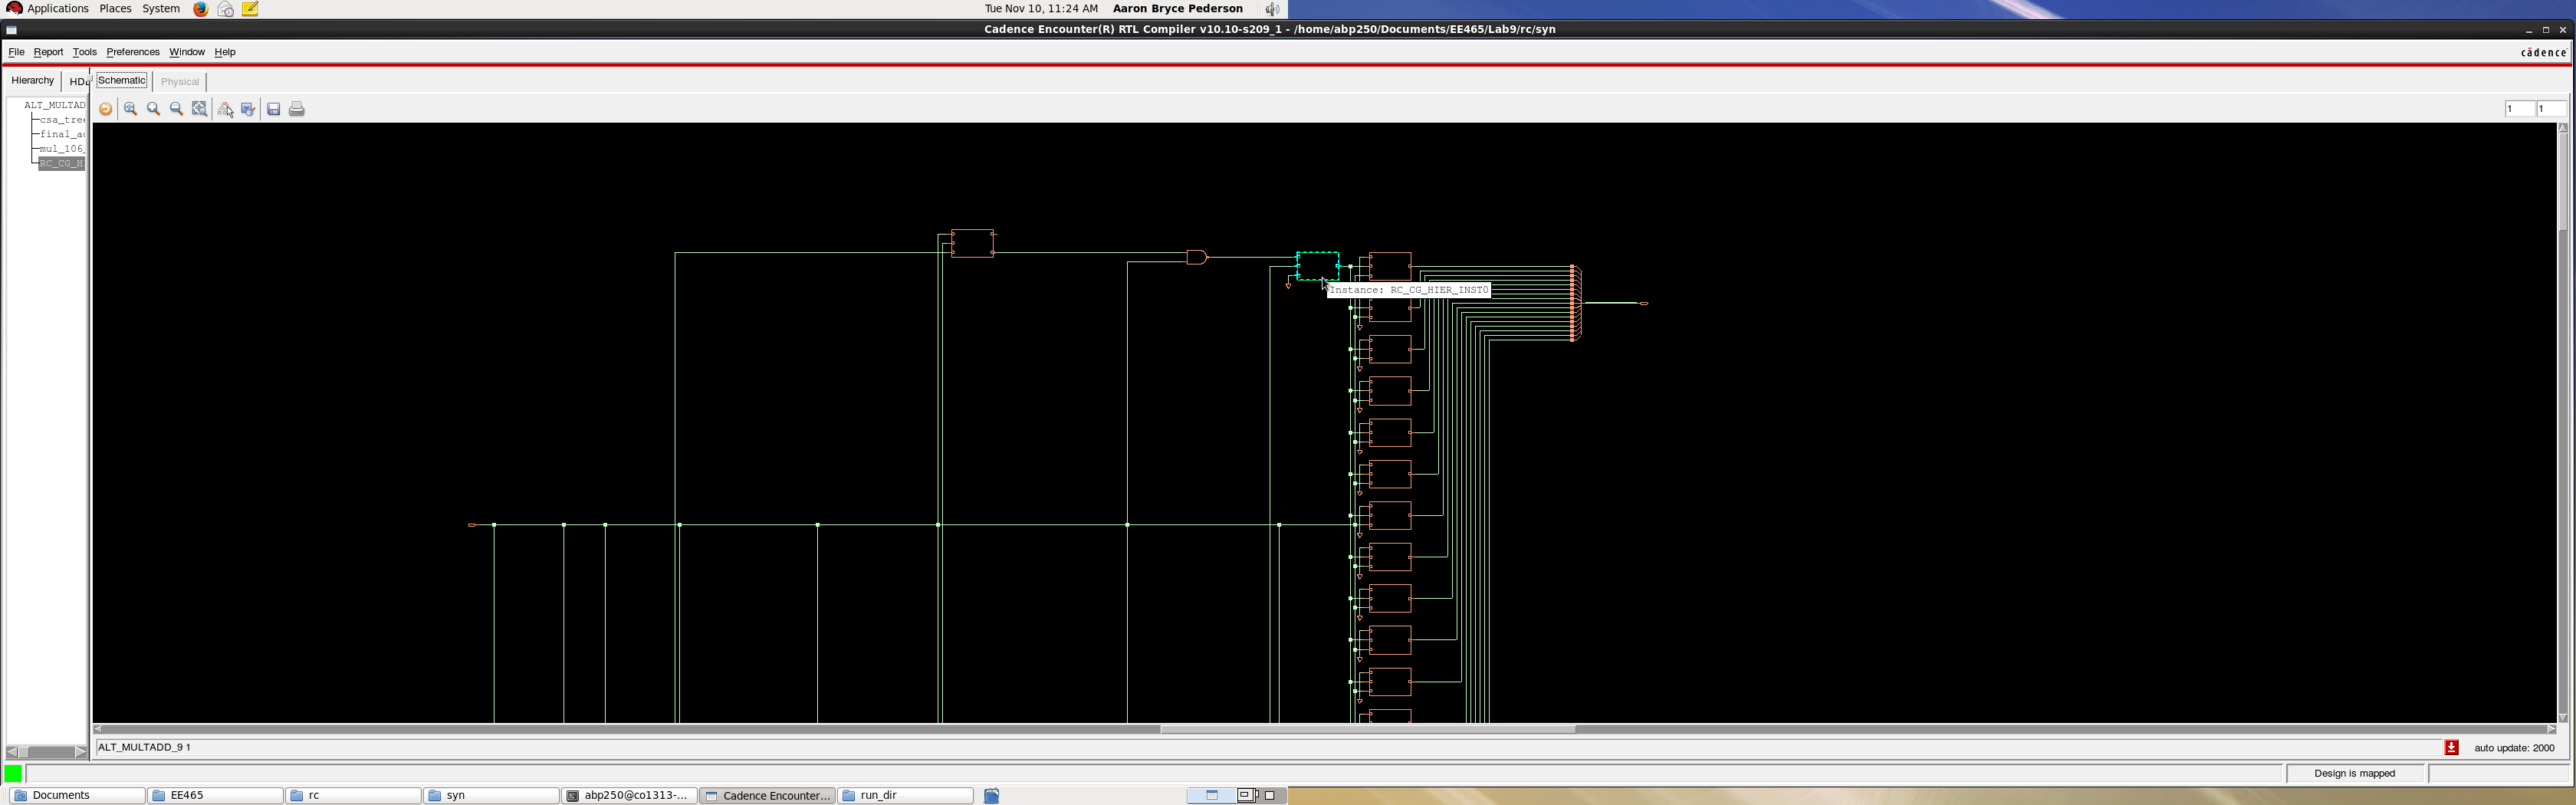 Applications Places System Tue Nov 10, 11:24 AM Aaron Bryce Pederson
Cadence Encounter(R) RTL Compiler v10.10-s209_1 - /home/abp250/Documents/EE465/Lab9/rc/syn
File Report Tools Preferences Window Help cādence
Hierarchy HD Schematic Physical
1 1
ALT_MULTAD
csa_tree
final_a
mul_106_
RC_CG_H
Instance: RC_CG_HIER_INST0
ALT_MULTADD_9 1 auto update: 2000
Design is mapped
Documents EE465 rc syn abp250@co1313-... Cadence Encounter... run_dir